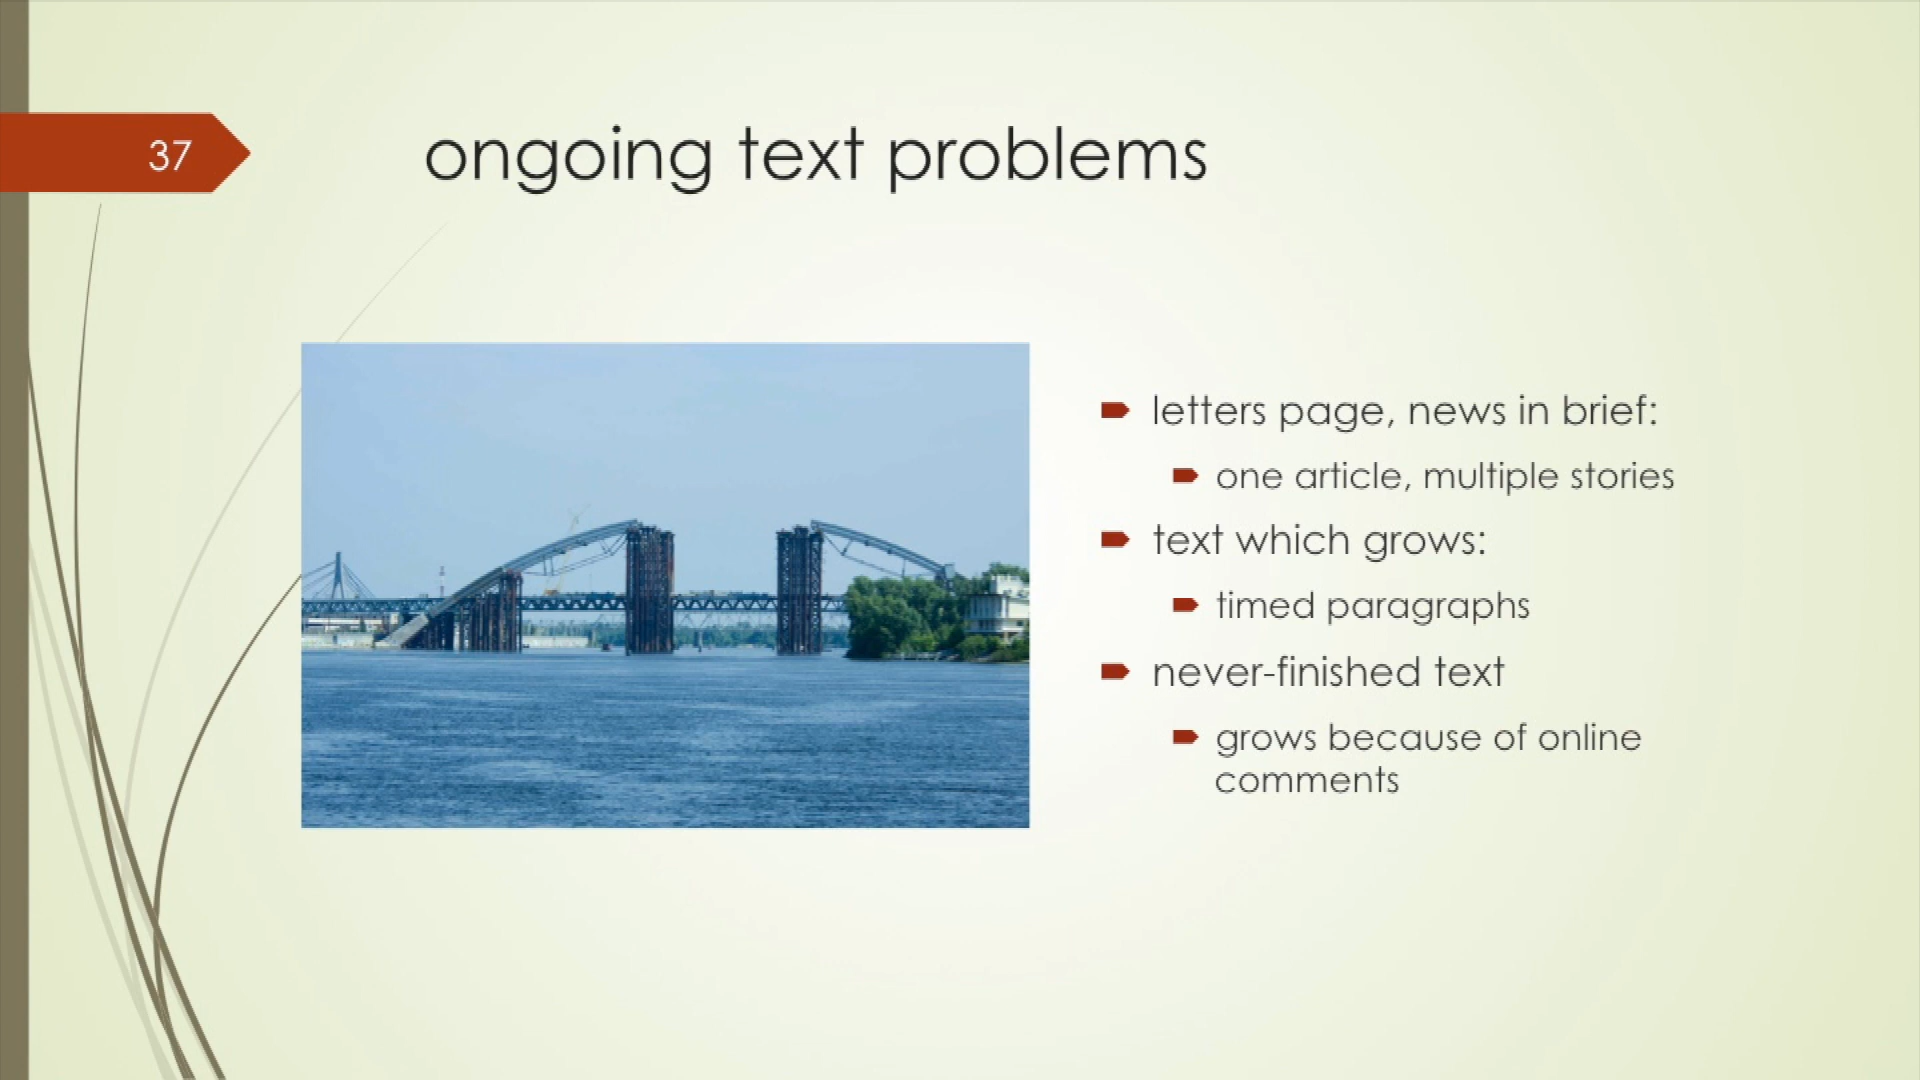 37
ongoing text problems
letters page, news in brief:
one article, multiple stories
text which grows:
timed paragraphs
never-finished text
grows because of online
comments